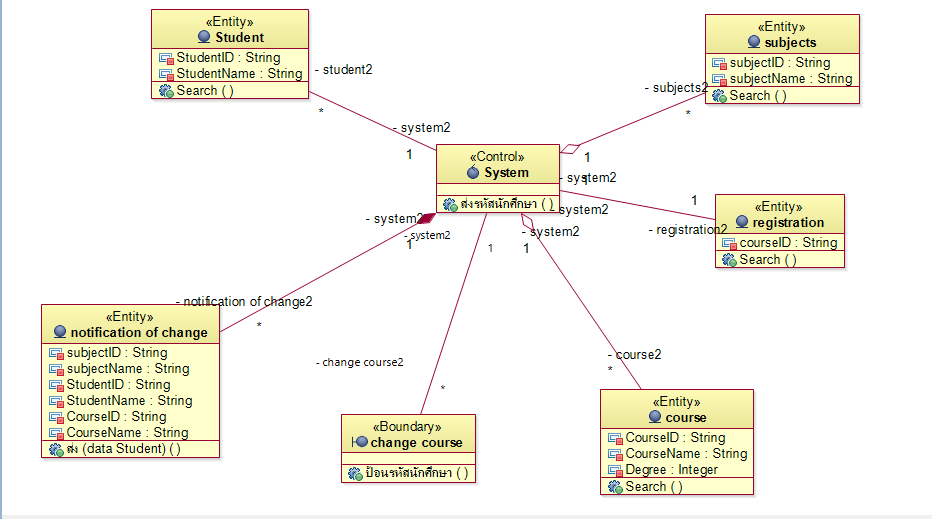 «Entity»
Student
StudentID : String
StudentName : String
Search ( )
- student2
*
«Entity»
subjects
subjectID : String
subjectName : String
Search ( )
- subjects2
*
- system2
1
«Control»
System
ส่งรหัสนักศึกษา ( )
1
- system2
1
1
- registration2
«Entity»
registration
courseID : String
Search ( )
- system2
1
- system2
1
- system2
- system2
1
- notification of change2
*
«Entity»
notification of change
subjectID : String
subjectName : String
StudentID : String
StudentName : String
CourseID : String
CourseName : String
ส่ง (data Student) ( )
- change course2
*
«Boundary»
change course
ป้อนรหัสนักศึกษา ( )
- course2
*
«Entity»
course
CourseID : String
CourseName : String
Degree : Integer
Search ( )